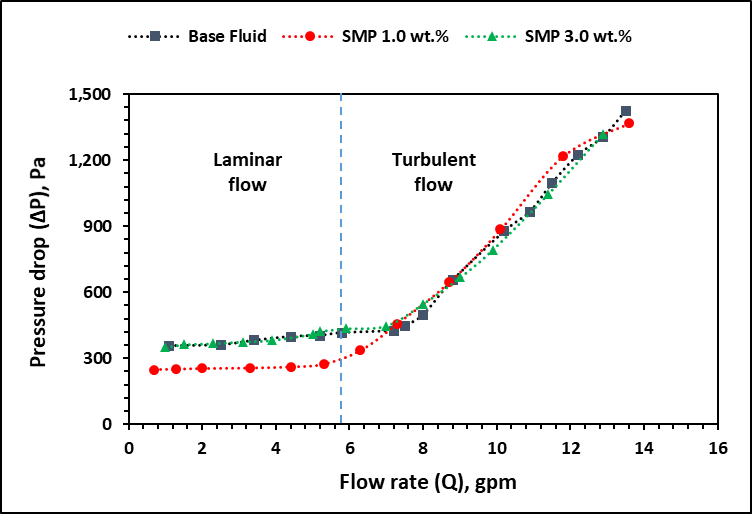 Base Fluid SMP 1.0 wt.% SMP 3.0 wt.%
1,500
1,200
900
600
300
0
Pressure drop (ΔP), Pa
Laminar
flow
Turbulent
flow
0 2 4 6 8 10 12 14 16
Flow rate (Q), gpm